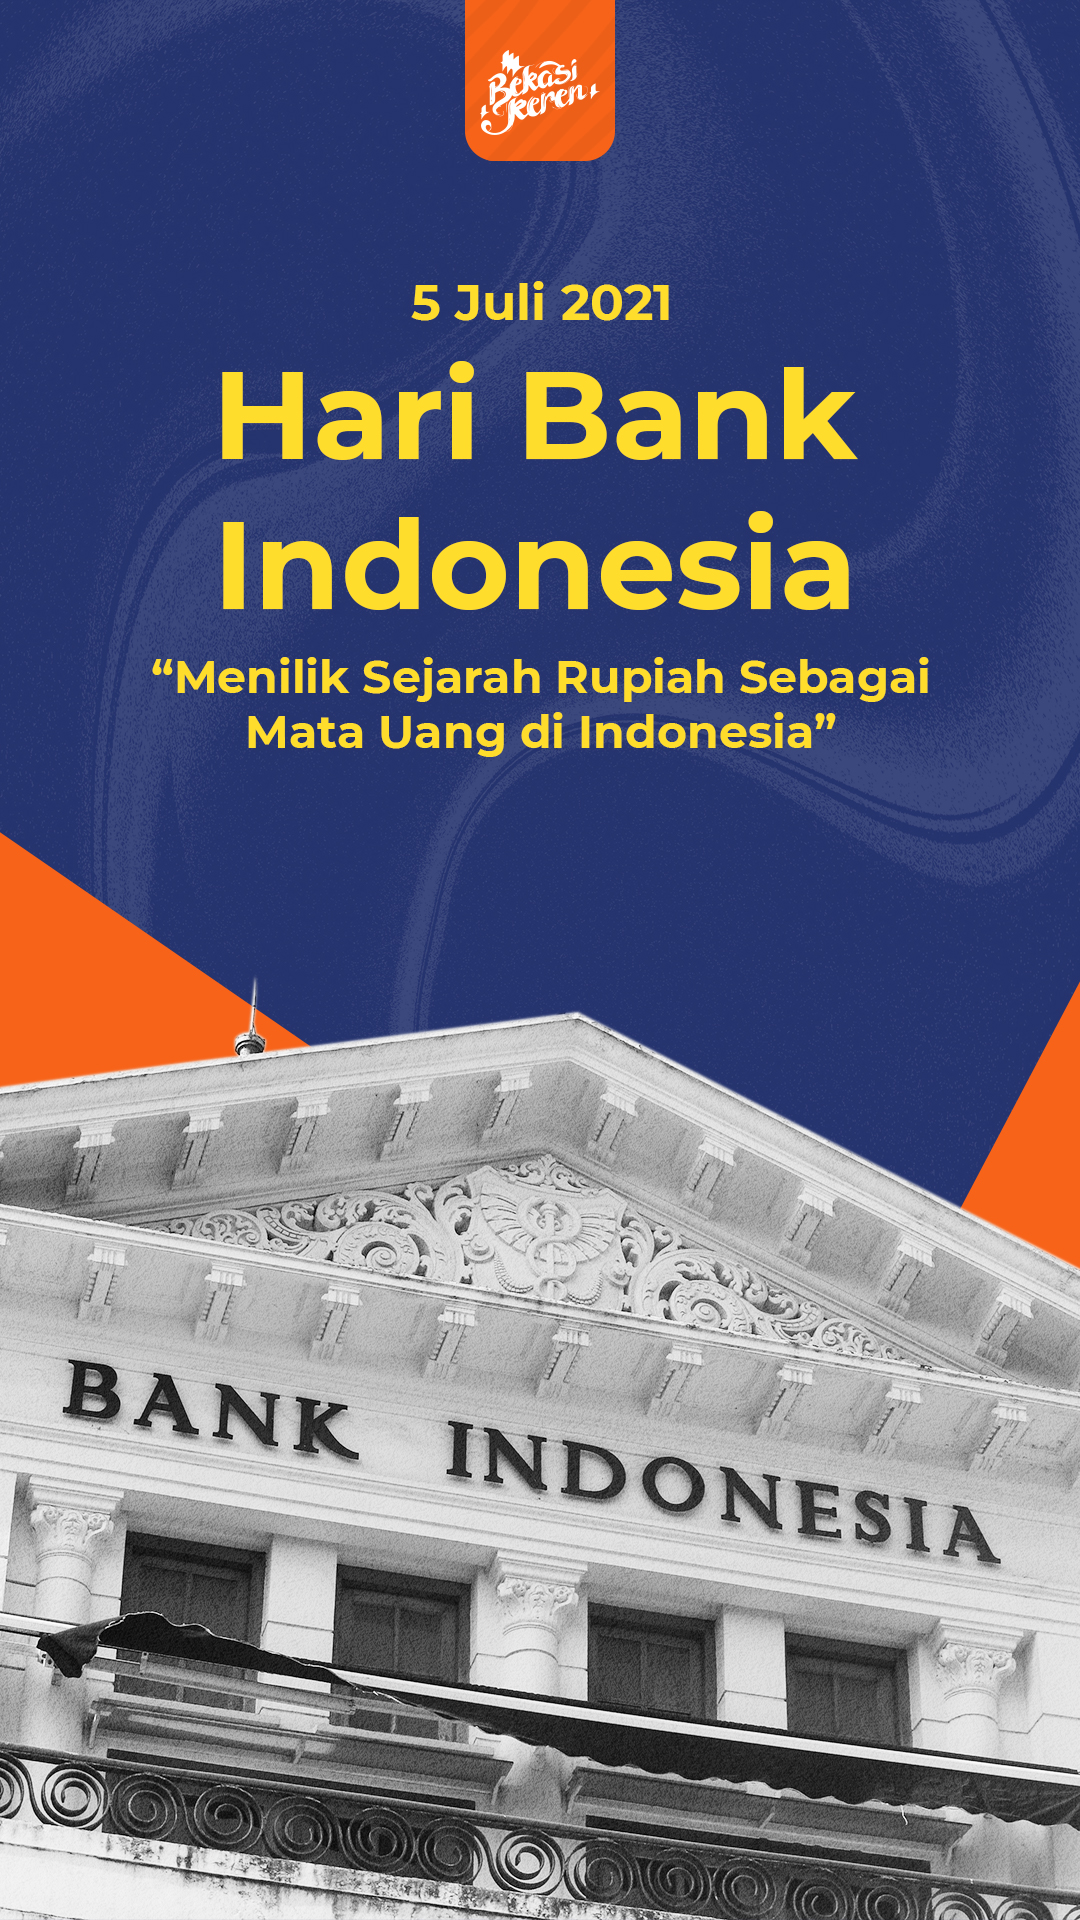 Bekasi
Keren
5 Juli 2021
Hari Bank
Indonesia
“Menilik Sejarah Rupiah Sebagai
Mata Uang di Indonesia”
BANK INDONESIA